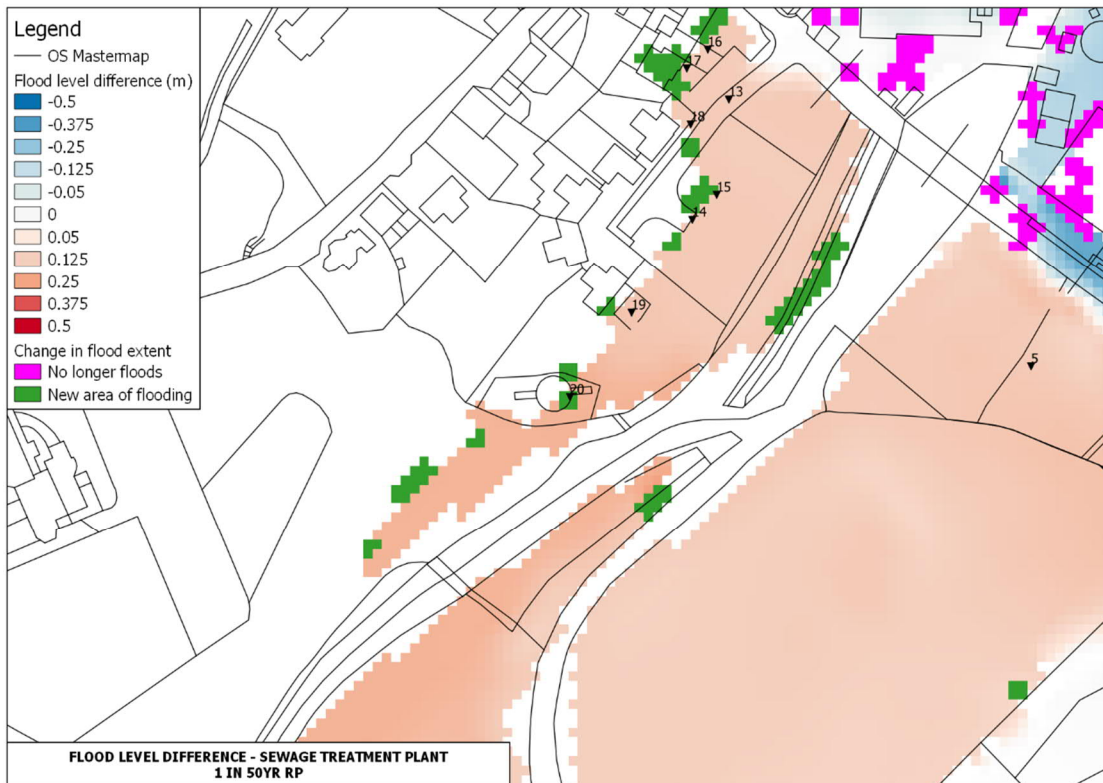 Legend
OS Mastermap
Flood level difference (m)
-0.5
-0.375
-0.25
-0.125
-0.05
0
0.05
0.125
0.25
0.375
0.5
Change in flood extent
No longer floods
New area of flooding
16
17
13
18
15
14
19
5
20
FLOOD LEVEL DIFFERENCE - SEWAGE TREATMENT PLANT
1 IN 50YR RP